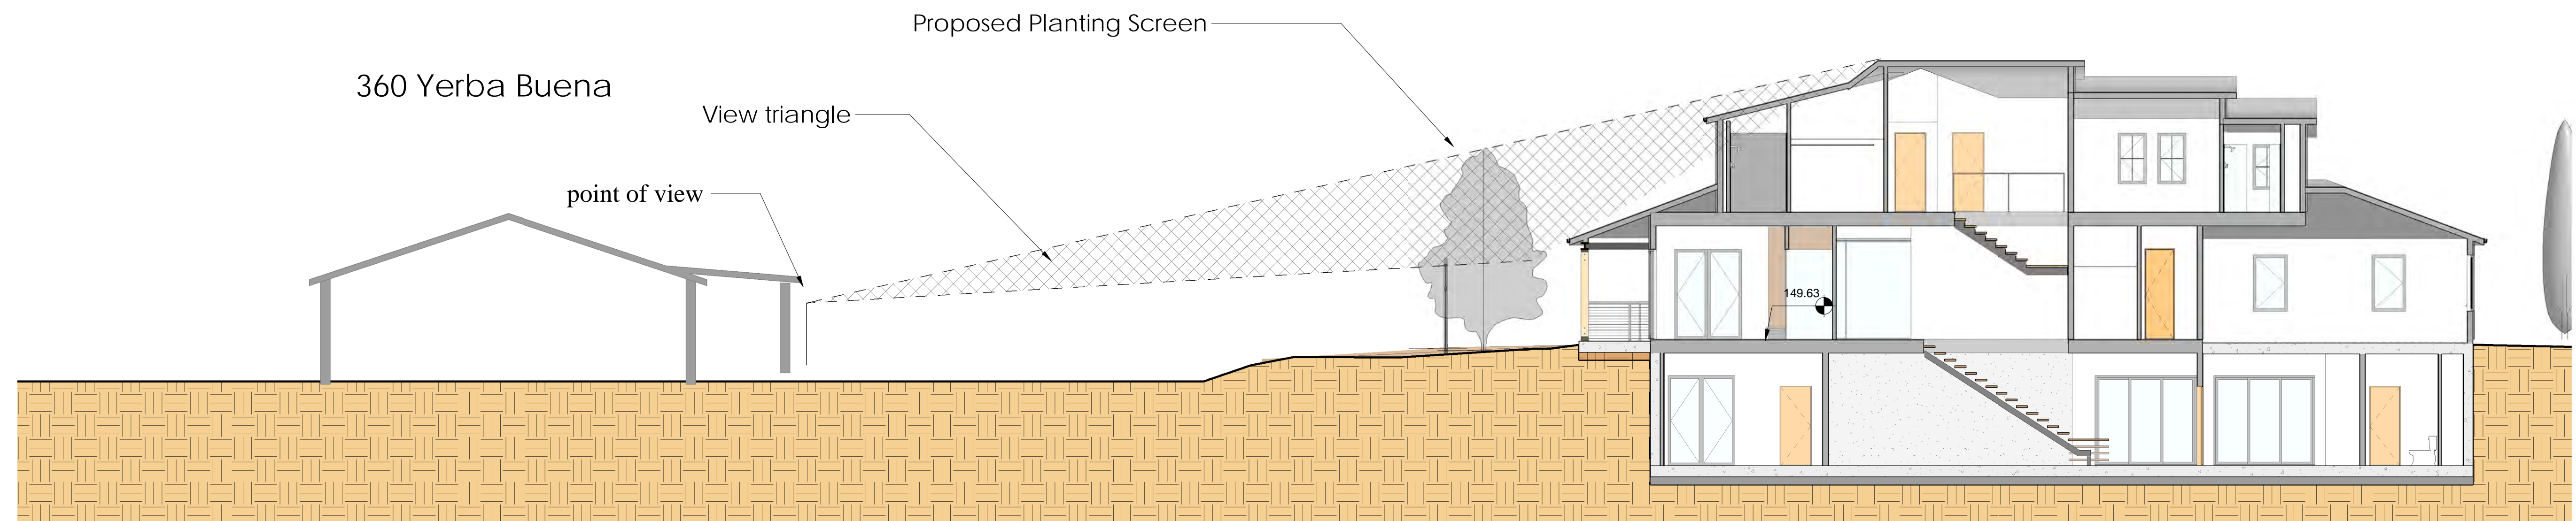 Proposed Planting Screen
360 Yerba Buena
View triangle
point of view
149.63